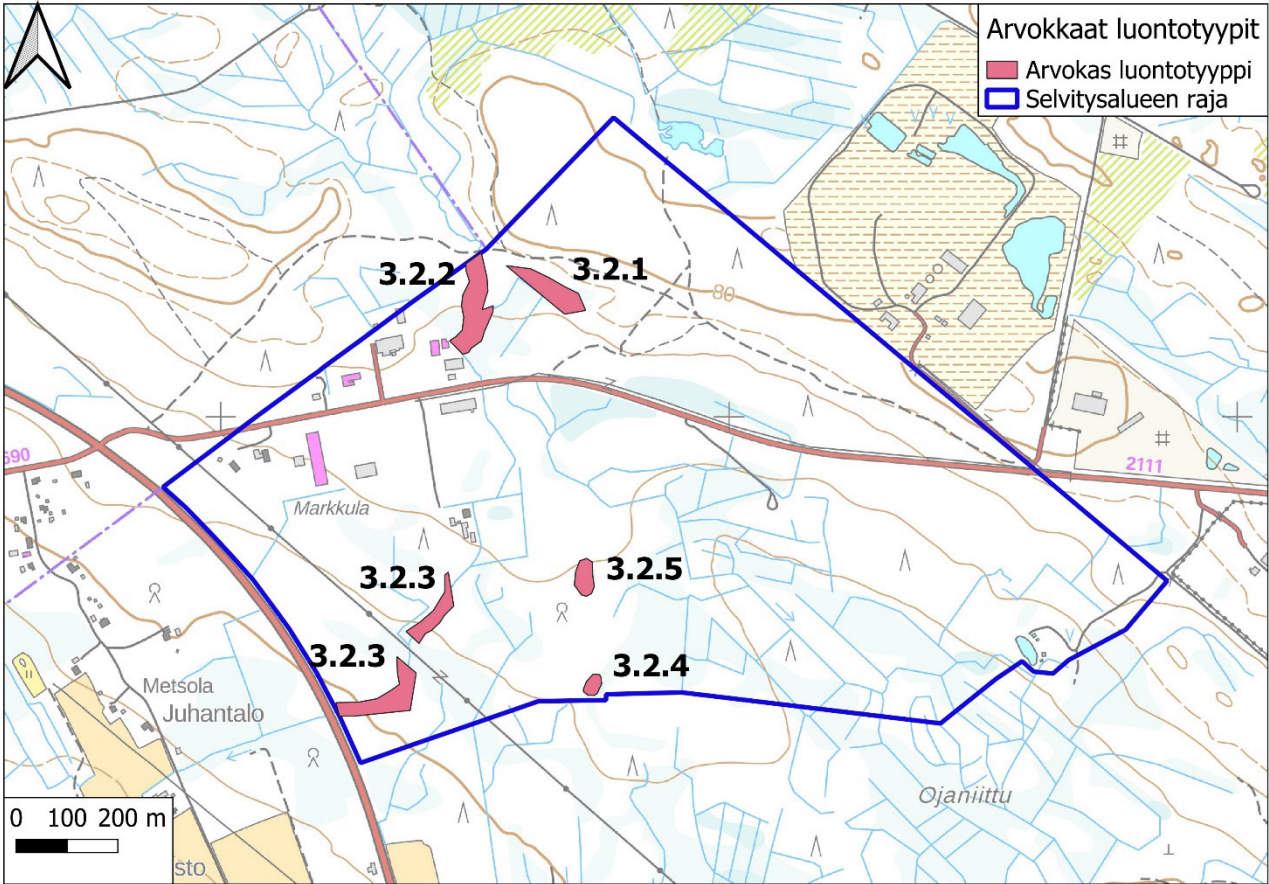 Arvokkaat luontotyypit
Arvokas luontotyyppi
Selvitysalueen raja
3.2.2
3.2.1
80
690
2111
Markkula
3.2.3
3.2.5
3.2.3
3.2.4
Metsola
Juhantalo
Ojaniittu
0 100 200 m
sto